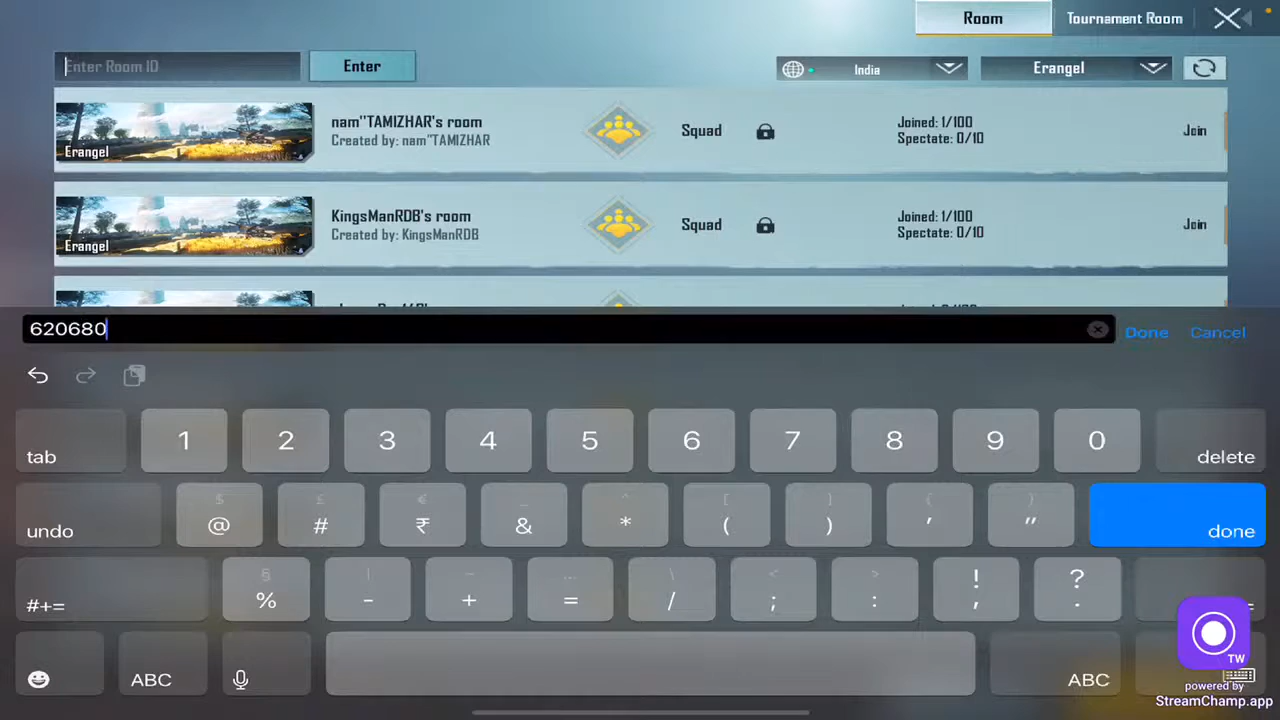 Room
Tournament Room
Enter Room ID
Enter
India
Erangel
nam"TAMIZHAR's room
Created by: nam"TAMIZHAR
Squad
Joined: 1/100
Spectate: 0/10
Join
Erangel
KingsManRDB's room
Created by: KingsManRDB
Squad
Joined: 1/100
Spectate: 0/10
Join
Erangel
620680
Done
Cancel
tab
1 2 3 4 5 6 7 8 9 0
delete
undo
$ £ € _ ^ [ ] { }
@ # ₹ & * ( ) ' "
done
§ | ~ … \ < > ! ?
#+= % - + = / ; : , .
ABC
ABC
TW
powered by
StreamChamp.app